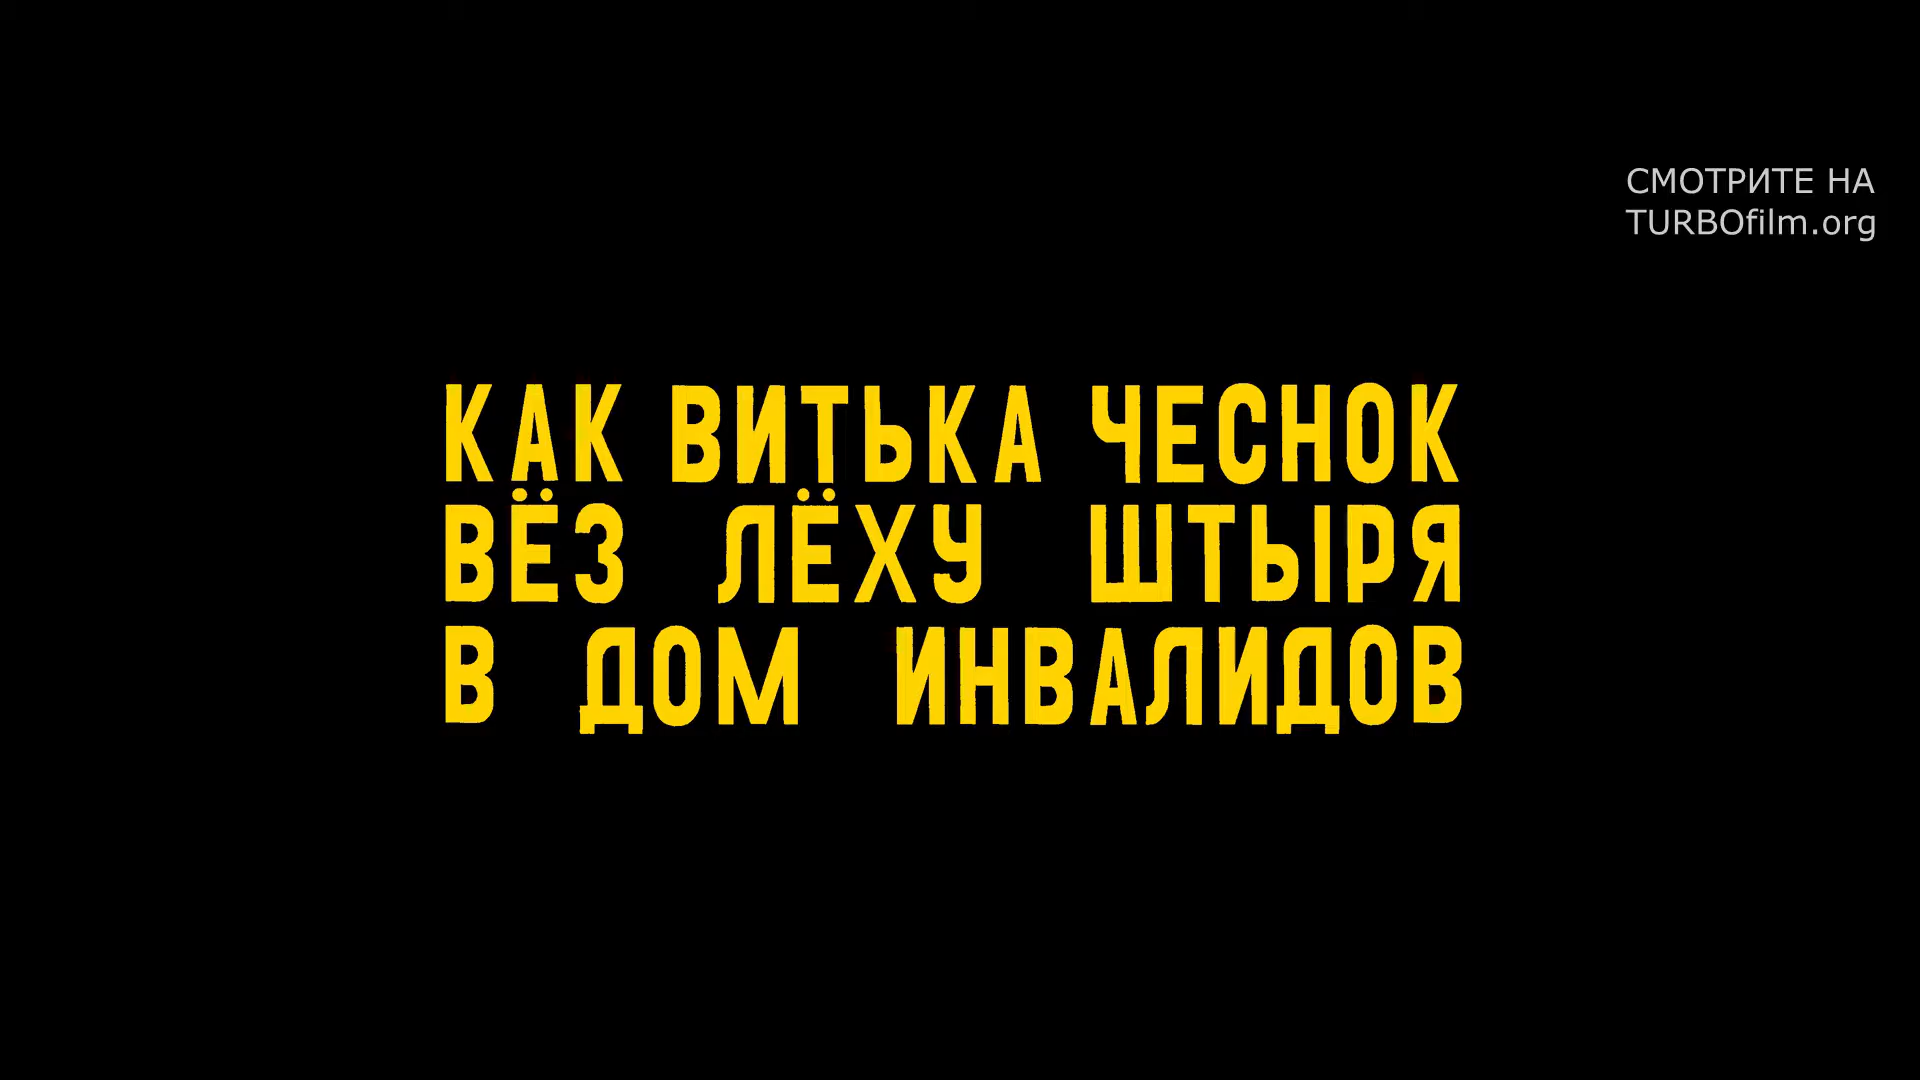 СМОТРИТЕ НА
TURBOfilm.org
КАК ВИТЬКА ЧЕСНОК
ВЁЗ ЛЁХУ ШТЫРЯ
В ДОМ ИНВАЛИДОВ